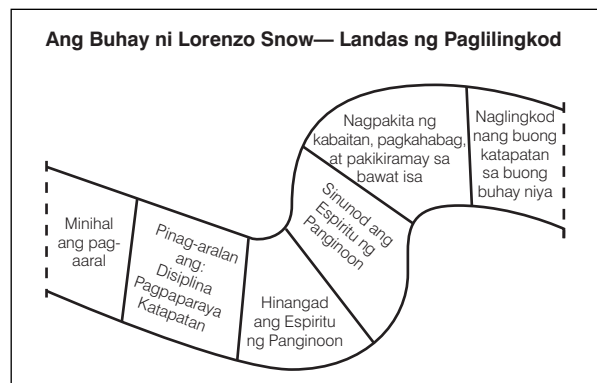 Ang Buhay ni Lorenzo Snow— Landas ng Paglilingkod
Minihal
ang pag-
aaral
Pinag-aralan
ang:
Disiplina
Pagpaparaya
Katapatan
Hinangad
ang Espiritu
ng Panginoon
Sinunod ang
Espiritu ng
Panginoon
Nagpakita ng
kabaitan, pagkahabag,
at pakikiramay sa
bawat isa
Naglingkod
nang buong
katapatan
sa buong
buhay niya